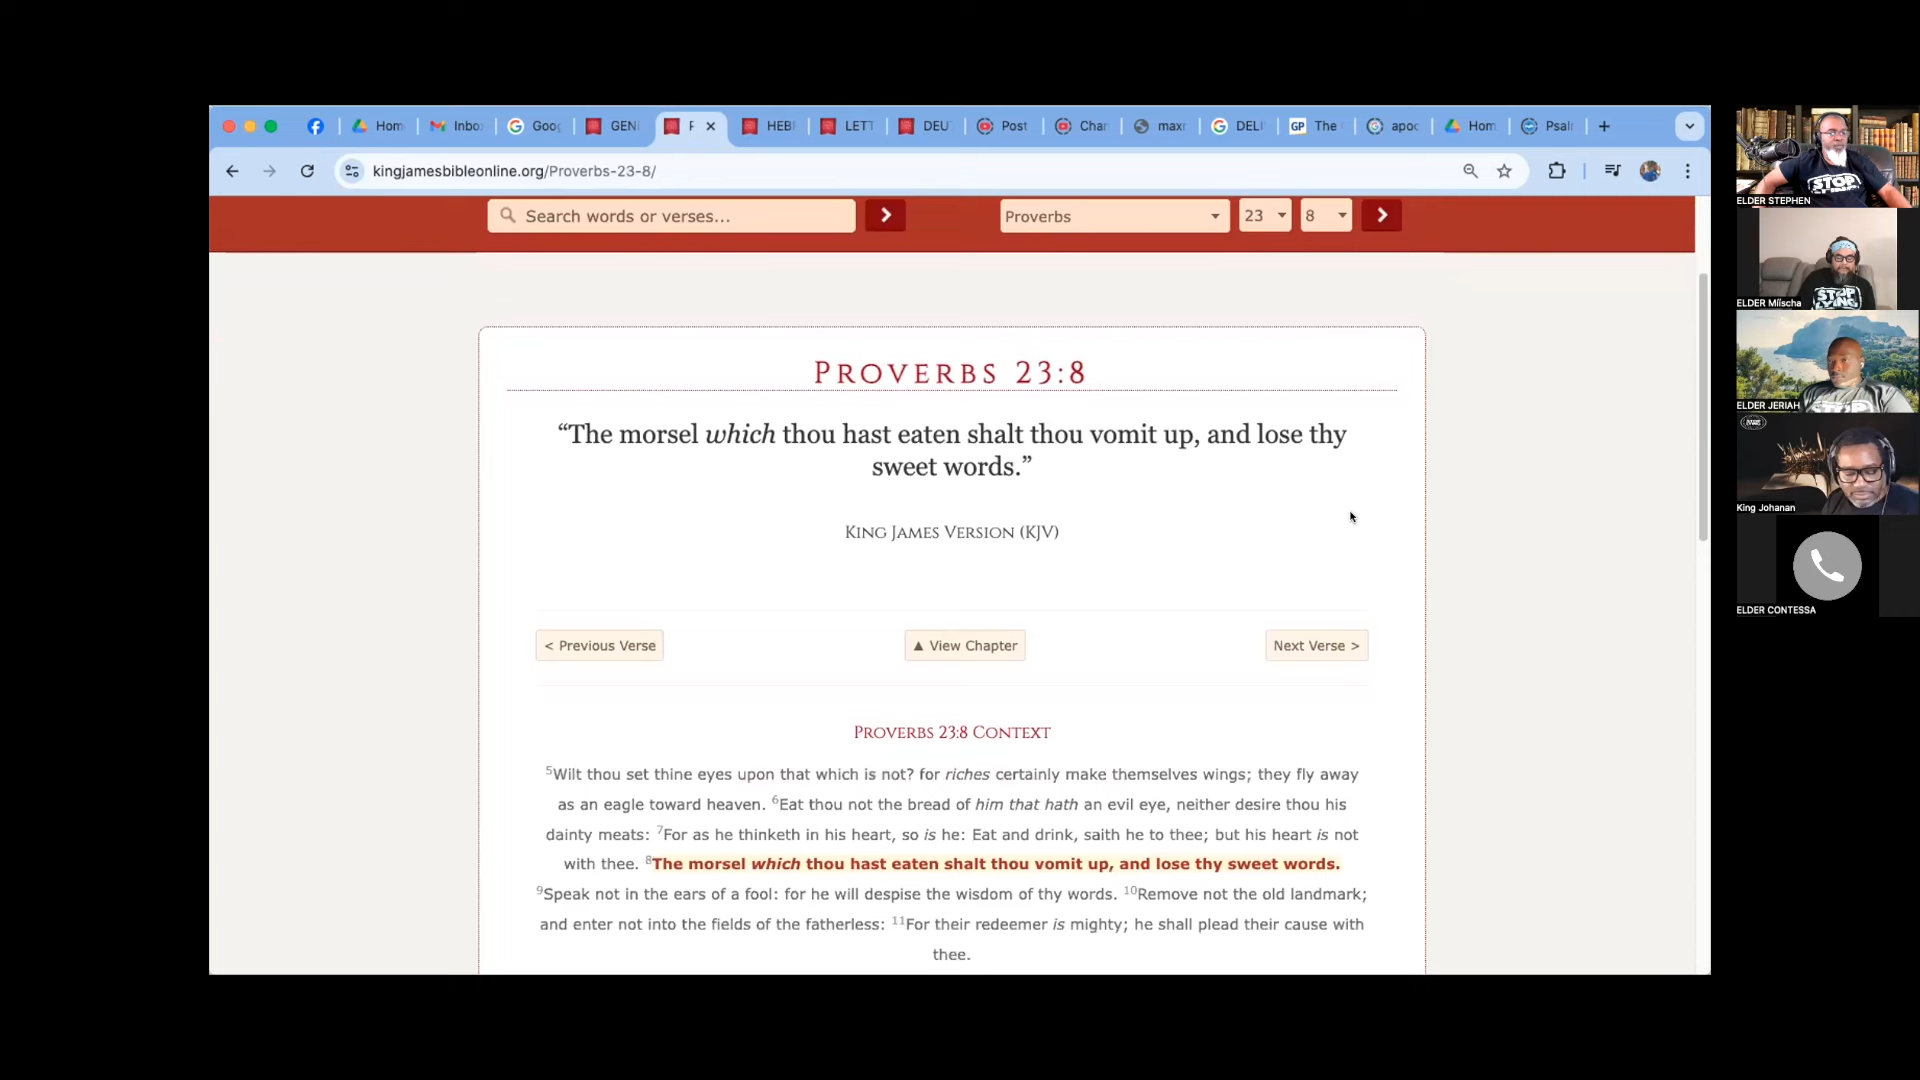 Hom
Inbo
Goog
GEN
F
HEB
LETT
DEU
Post
Char
maxr
DELI
GP
The
apoc
Hom
Psal
kingjamesbibleonline.org/Proverbs-23-8/
Search words or verses...
Proverbs
23
8
PROVERBS 23:8
“The morsel which thou hast eaten shalt thou vomit up, and lose thy
sweet words.”
KING JAMES VERSION (KJV)
< Previous Verse
▲ View Chapter
Next Verse >
PROVERBS 23:8 CONTEXT
5Wilt thou set thine eyes upon that which is not? for riches certainly make themselves wings; they fly away
as an eagle toward heaven. 6Eat thou not the bread of him that hath an evil eye, neither desire thou his
dainty meats: 7For as he thinketh in his heart, so is he: Eat and drink, saith he to thee; but his heart is not
with thee. 8The morsel which thou hast eaten shalt thou vomit up, and lose thy sweet words.
9Speak not in the ears of a fool: for he will despise the wisdom of thy words. 10Remove not the old landmark;
and enter not into the fields of the fatherless: 11For their redeemer is mighty; he shall plead their cause with
thee.
STOP
ELDER STEPHEN
STOP
LYING
ELDER Miischa
STOP
ELDER JERIAH
King Johanan
ELDER CONTESSA